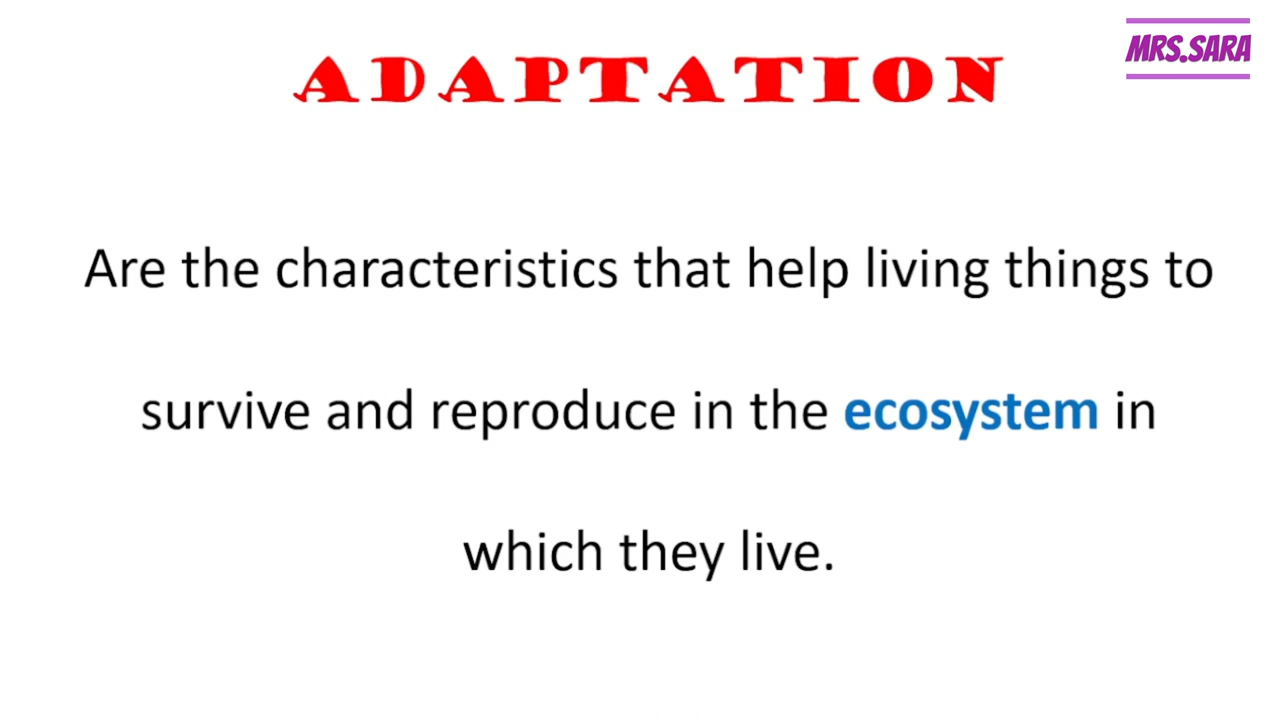 MRS.SARA
ADAPTATION
Are the characteristics that help living things to
survive and reproduce in the ecosystem in
which they live.